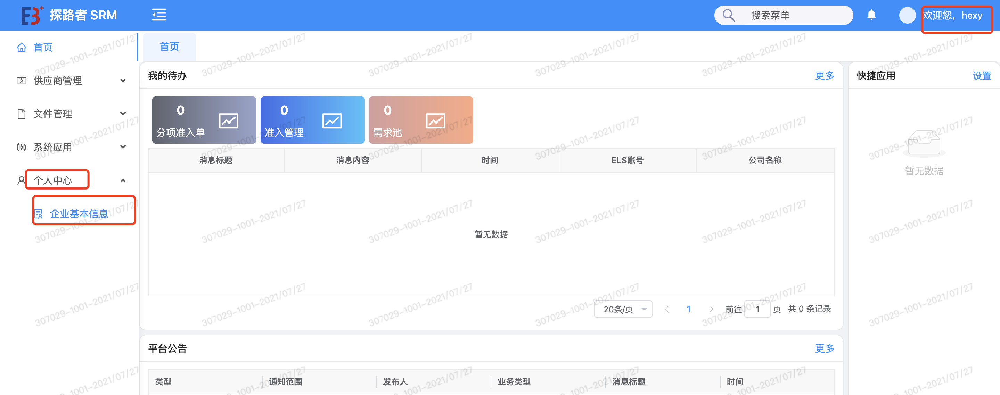 探路者 SRM
搜索菜单
欢迎您，hexy
首页
供应商管理
文件管理
系统应用
个人中心
企业基本信息
首页
我的待办 更多
0 0 0
分项准入单 准入管理 需求池
消息标题 消息内容 时间 ELS账号 公司名称
暂无数据
20条/页 1 前往 1 页 共 0 条记录
平台公告 更多
类型 通知范围 发布人 业务类型 消息标题 时间
快捷应用 设置
暂无数据
307029-1001-2021/07/27